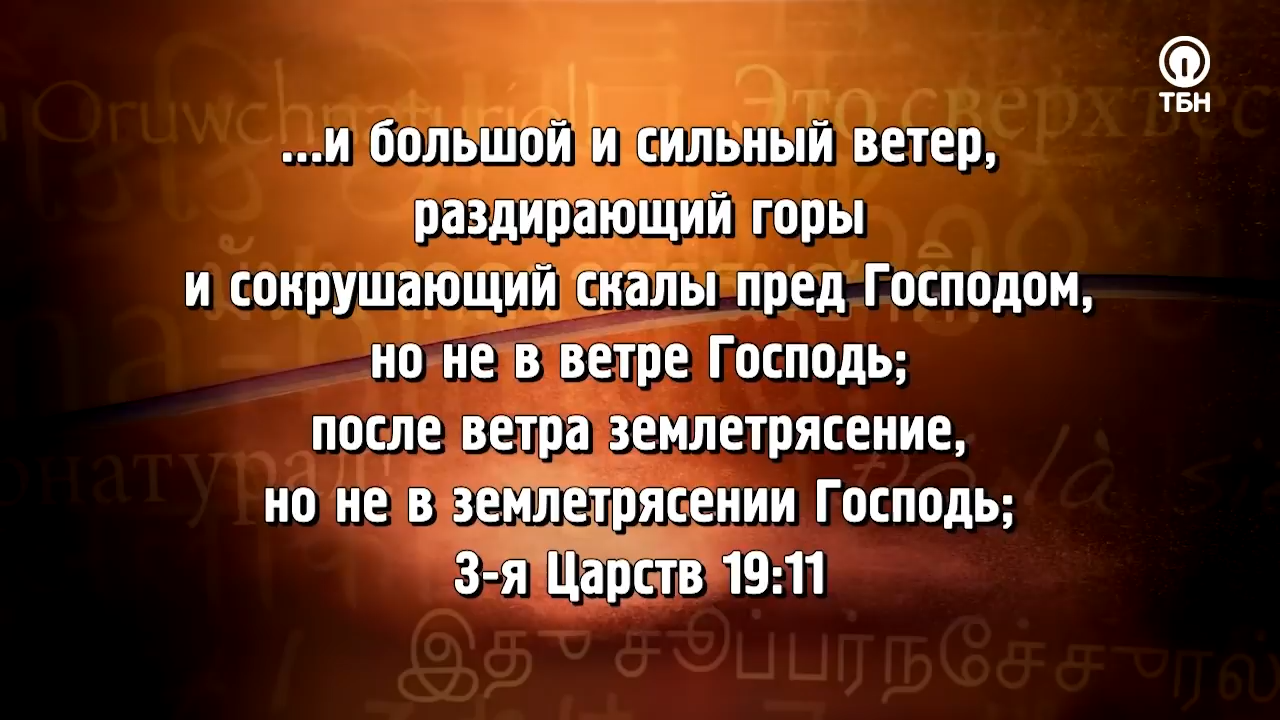 ТБН
...и большой и сильный ветер,
раздирающий горы
и сокрушающий скалы пред Господом,
но не в ветре Господь;
после ветра землетрясение,
но не в землетрясении Господь;
3-я Царств 19:11